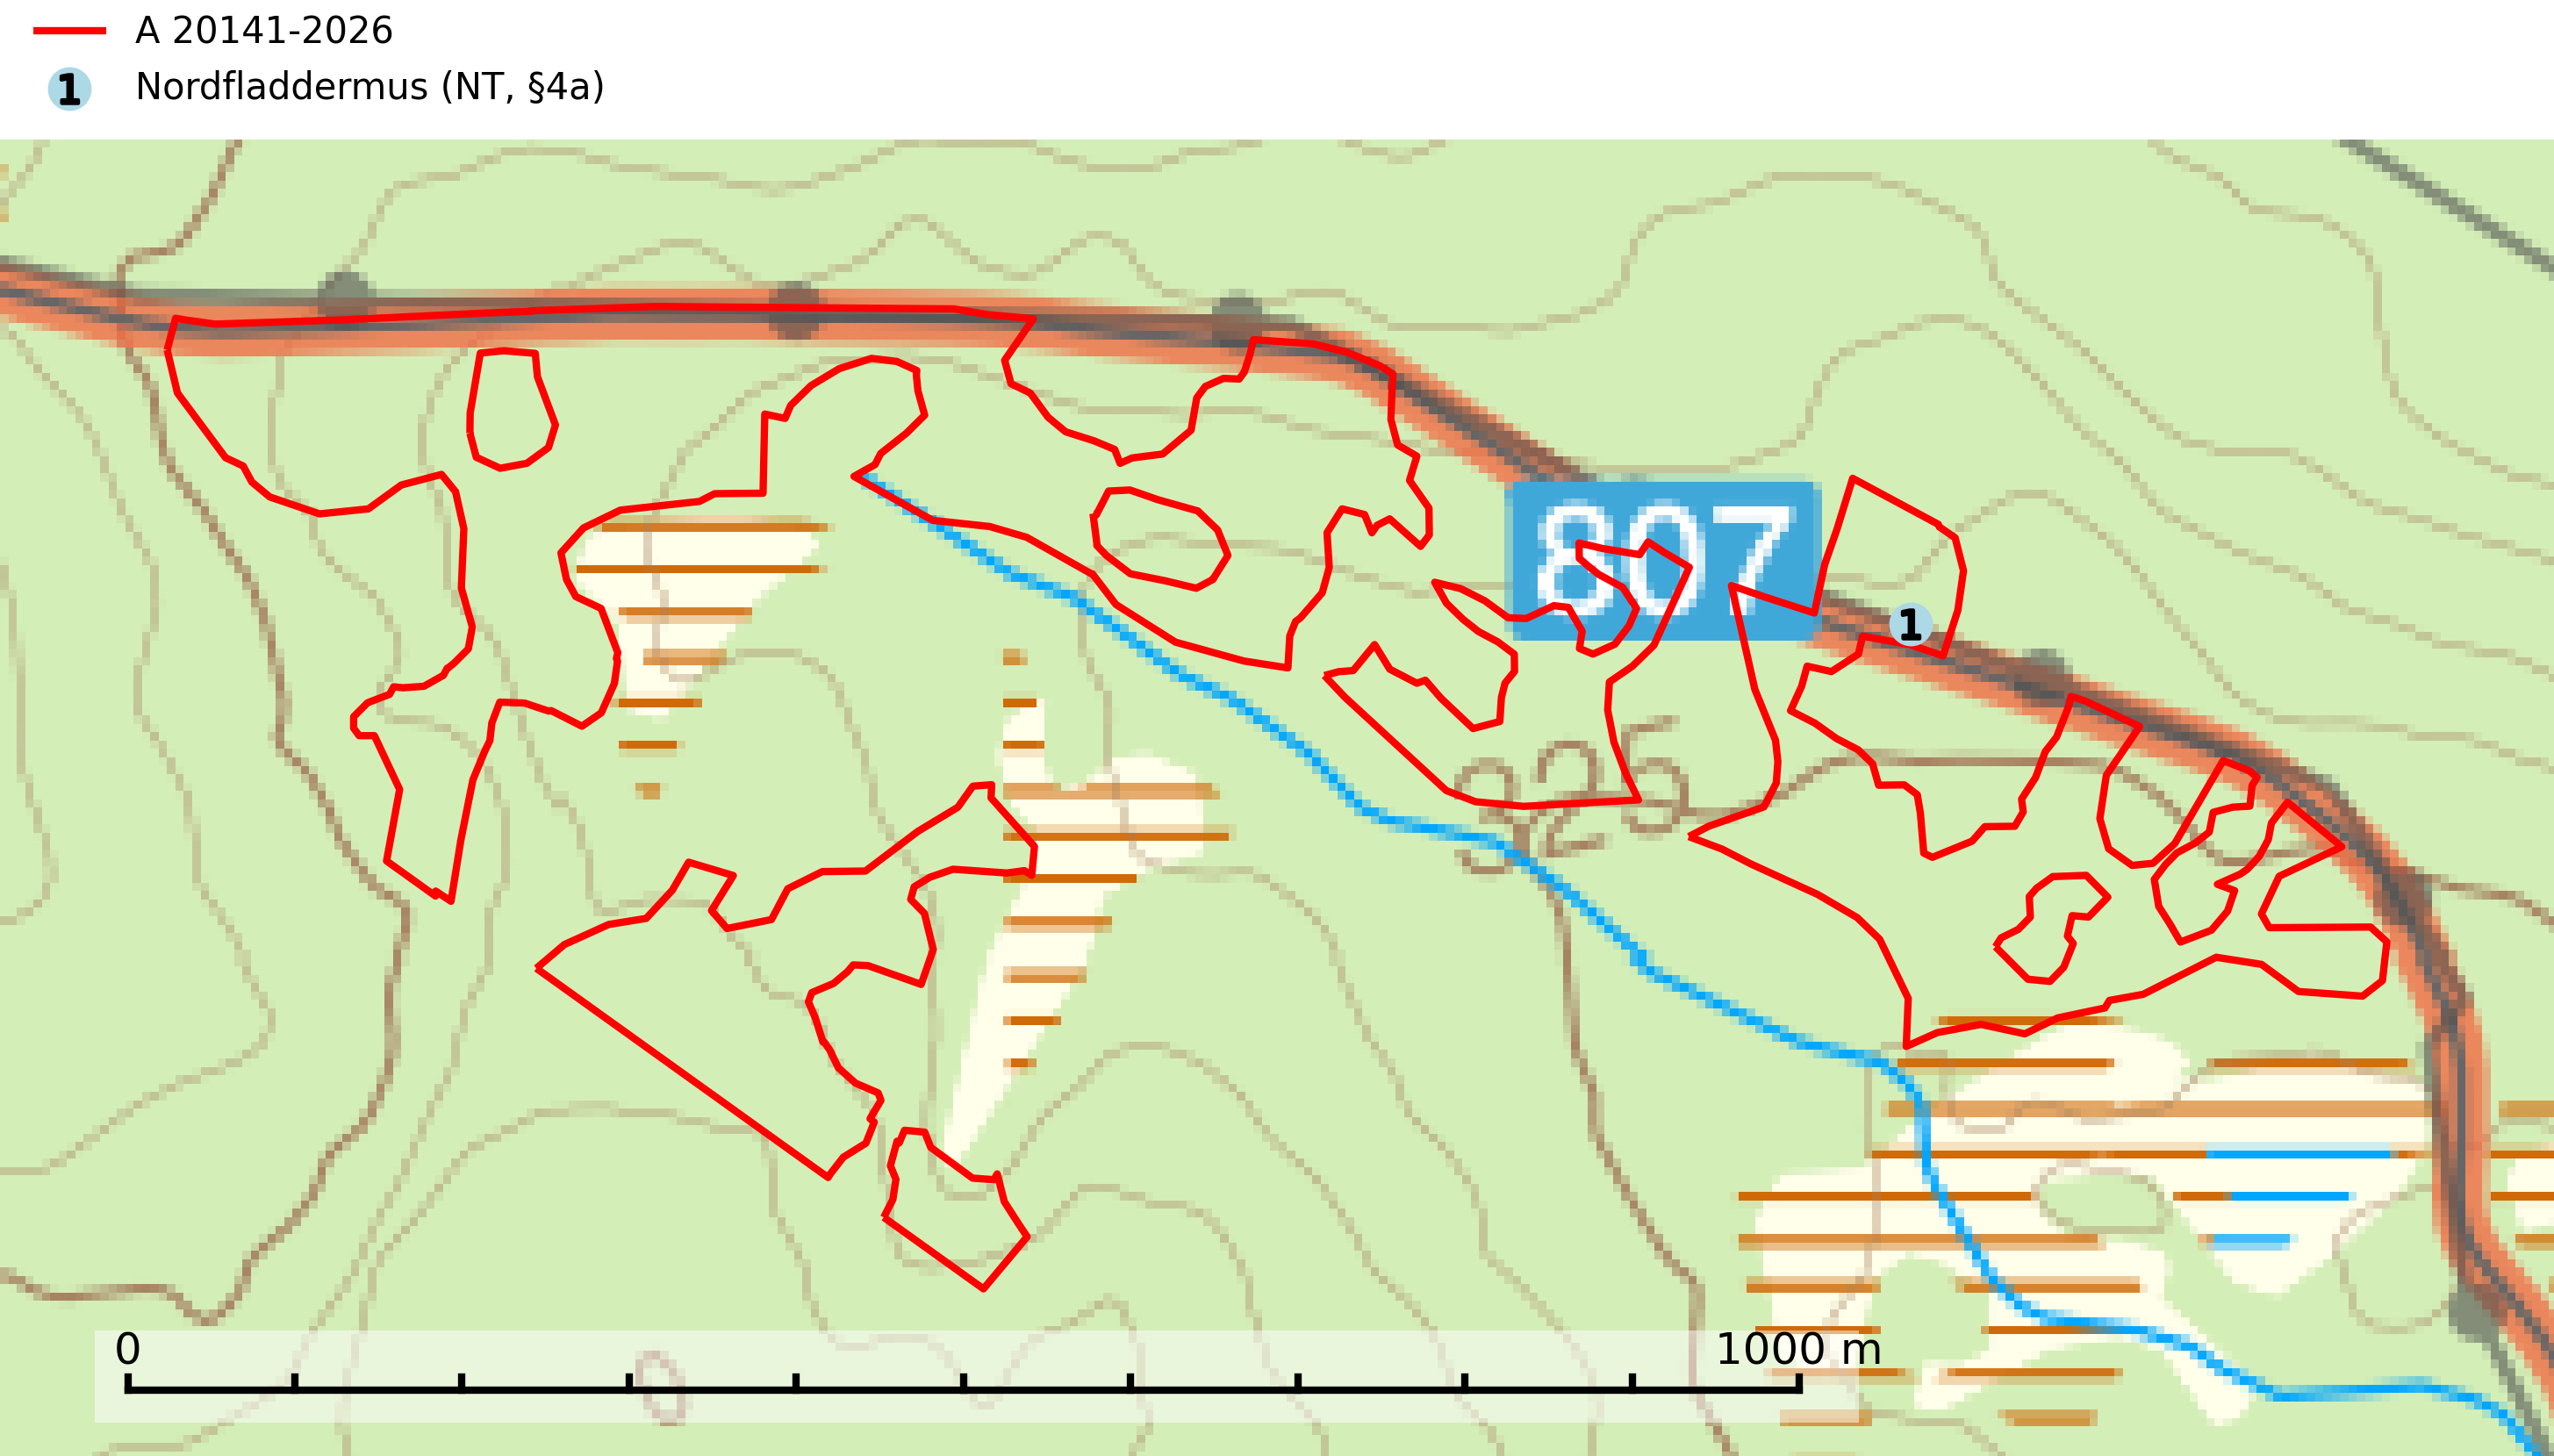 A 20141-2026
1 Nordfladdermus (NT, §4a)
807
1
325
0 1000 m